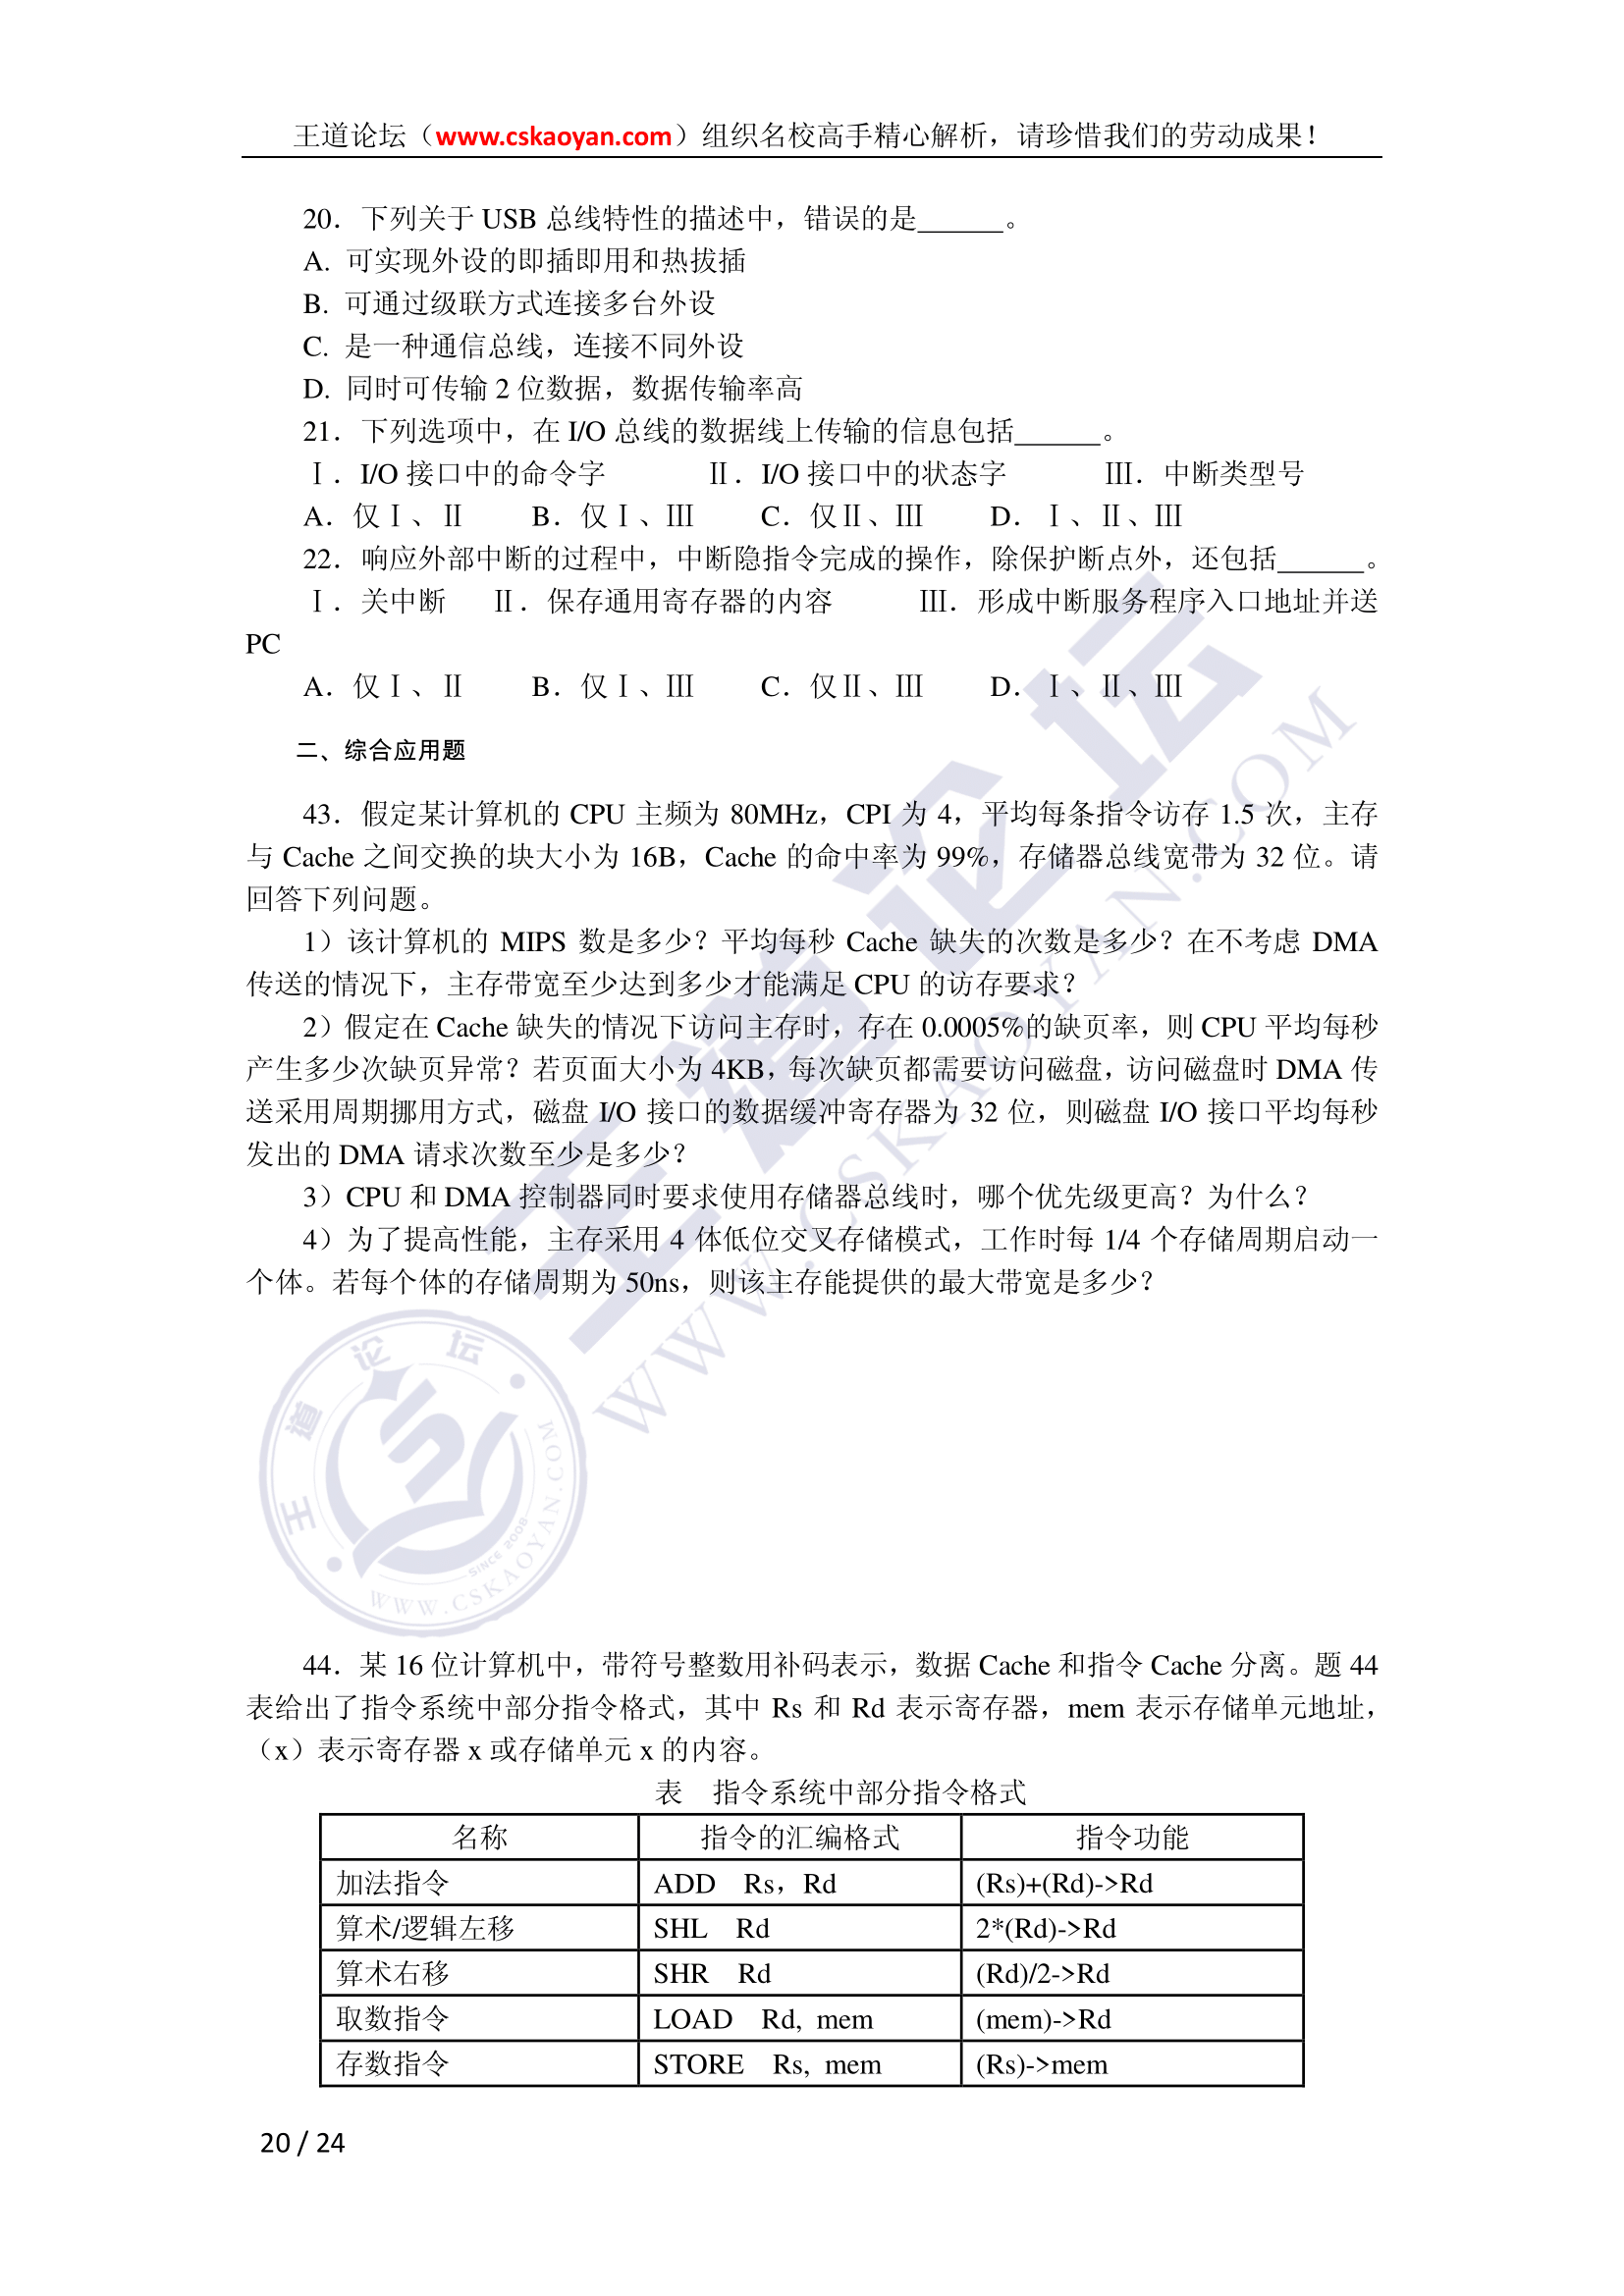 王道论坛（www.cskaoyan.com）组织名校高手精心解析，请珍惜我们的劳动成果！
20．下列关于 USB 总线特性的描述中，错误的是______。
A. 可实现外设的即插即用和热拔插
B. 可通过级联方式连接多台外设
C. 是一种通信总线，连接不同外设
D. 同时可传输 2 位数据，数据传输率高
21．下列选项中，在 I/O 总线的数据线上传输的信息包括______。
Ⅰ．I/O 接口中的命令字 Ⅱ．I/O 接口中的状态字 Ⅲ．中断类型号
A．仅Ⅰ、Ⅱ B．仅Ⅰ、Ⅲ C．仅Ⅱ、Ⅲ D．Ⅰ、Ⅱ、Ⅲ
22．响应外部中断的过程中，中断隐指令完成的操作，除保护断点外，还包括______。
Ⅰ．关中断 Ⅱ．保存通用寄存器的内容 Ⅲ．形成中断服务程序入口地址并送
PC
A．仅Ⅰ、Ⅱ B．仅Ⅰ、Ⅲ C．仅Ⅱ、Ⅲ D．Ⅰ、Ⅱ、Ⅲ
二、综合应用题
43．假定某计算机的 CPU 主频为 80MHz，CPI 为 4，平均每条指令访存 1.5 次，主存
与 Cache 之间交换的块大小为 16B，Cache 的命中率为 99%，存储器总线宽带为 32 位。请
回答下列问题。
1）该计算机的 MIPS 数是多少？平均每秒 Cache 缺失的次数是多少？在不考虑 DMA
传送的情况下，主存带宽至少达到多少才能满足 CPU 的访存要求？
2）假定在 Cache 缺失的情况下访问主存时，存在 0.0005%的缺页率，则 CPU 平均每秒
产生多少次缺页异常？若页面大小为 4KB，每次缺页都需要访问磁盘，访问磁盘时 DMA 传
送采用周期挪用方式，磁盘 I/O 接口的数据缓冲寄存器为 32 位，则磁盘 I/O 接口平均每秒
发出的 DMA 请求次数至少是多少？
3）CPU 和 DMA 控制器同时要求使用存储器总线时，哪个优先级更高？为什么？
4）为了提高性能，主存采用 4 体低位交叉存储模式，工作时每 1/4 个存储周期启动一
个体。若每个体的存储周期为 50ns，则该主存能提供的最大带宽是多少？
王道论坛
WWW.CSKAOYAN.COM
王道论坛
SINCE 2008
WWW.CSKAOYAN.COM
44．某 16 位计算机中，带符号整数用补码表示，数据 Cache 和指令 Cache 分离。题 44
表给出了指令系统中部分指令格式，其中 Rs 和 Rd 表示寄存器，mem 表示存储单元地址，
（x）表示寄存器 x 或存储单元 x 的内容。
表 指令系统中部分指令格式
名称 指令的汇编格式 指令功能
加法指令 ADD Rs，Rd (Rs)+(Rd)->Rd
算术/逻辑左移 SHL Rd 2*(Rd)->Rd
算术右移 SHR Rd (Rd)/2->Rd
取数指令 LOAD Rd, mem (mem)->Rd
存数指令 STORE Rs, mem (Rs)->mem
20 / 24